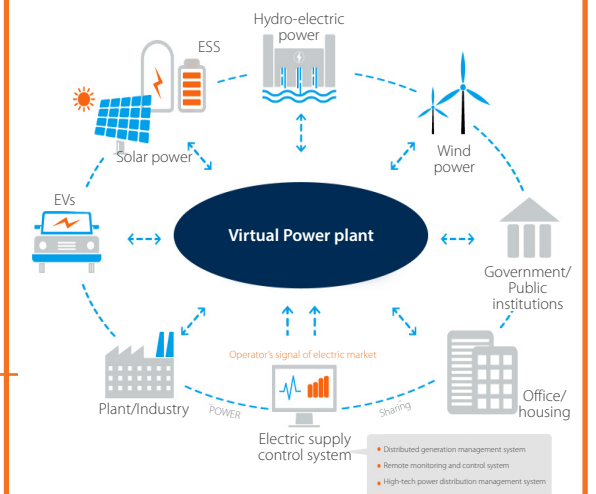 Hydro-electric
power
ESS
Solar power
Wind
power
EVs
Virtual Power plant
Government/
Public
institutions
Operator's signal of electric market
Plant/Industry
POWER
Sharing
Office/
housing
Electric supply
control system
Distributed generation management system
Remote monitoring and control system
High-tech power distribution management system